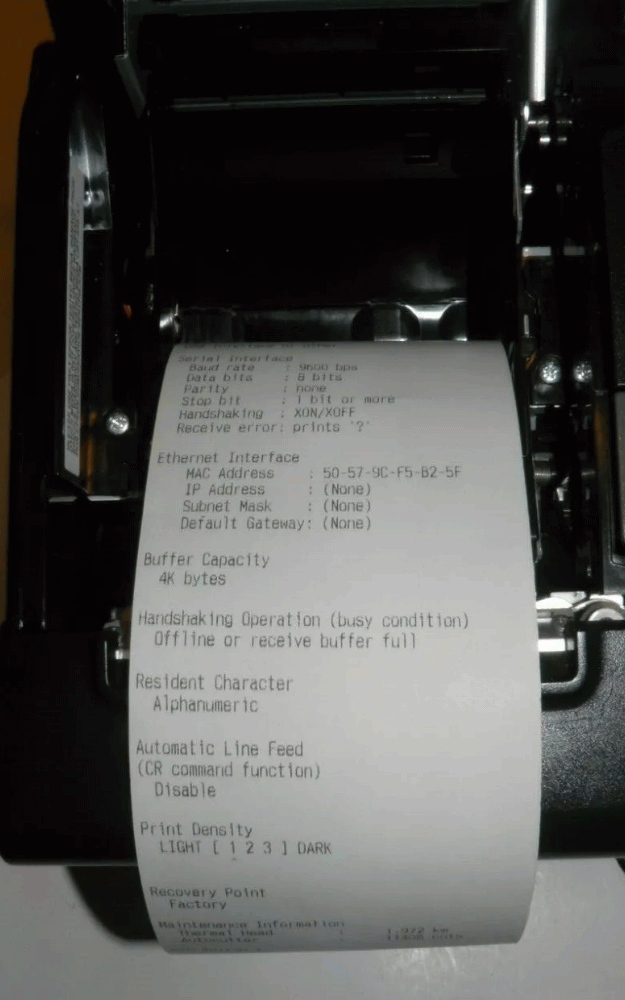 Serial Interface
Baud rate : 9600 bps
Data bits : 8 bits
Parity : none
Stop bit : 1 bit or more
Handshaking : XON/XOFF
Receive error: prints '?'
Ethernet Interface
MAC Address : 50-57-9C-F5-B2-5F
IP Address : (None)
Subnet Mask : (None)
Default Gateway: (None)
Buffer Capacity
4K bytes
Handshaking Operation (busy condition)
Offline or receive buffer full
Resident Character
Alphanumeric
Automatic Line Feed
(CR command function)
Disable
Print Density
LIGHT [ 1 2 3 ] DARK
^
Recovery Point
Factory
Maintenance Information
Thermal Head : 1.972 km
Autocutter :